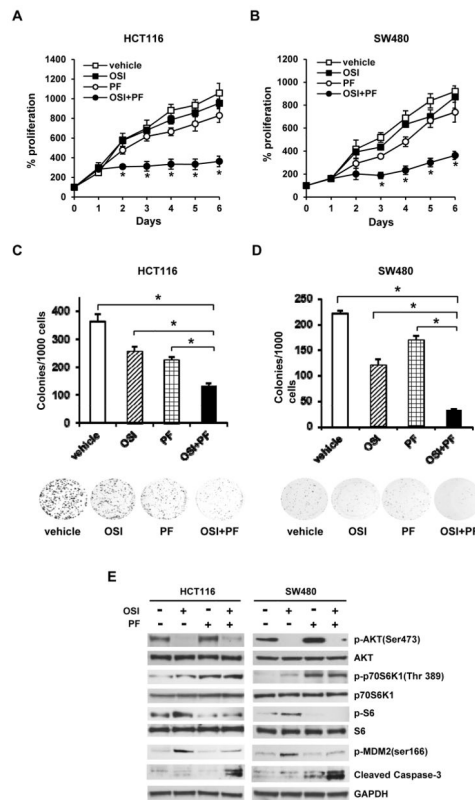 A
HCT116
vehicle
OSI
PF
OSI+PF
% proliferation
1400
1200
1000
800
600
400
200
0
* * * * *
0 1 2 3 4 5 6
Days
B
SW480
vehicle
OSI
PF
OSI+PF
% proliferation
1200
1000
800
600
400
200
0
* * * *
0 1 2 3 4 5 6
Days
C
HCT116
Colonies/1000 cells
400
300
200
100
0
*
*
*
vehicle OSI PF OSI+PF
vehicle OSI PF OSI+PF
D
SW480
Colonies/1000
cells
250
200
150
100
50
0
*
*
*
vehicle OSI PF OSI+PF
vehicle OSI PF OSI+PF
E
HCT116 SW480
OSI - + - + - + - +
PF - - + + - - + +
p-AKT(Ser473)
AKT
p-p70S6K1(Thr 389)
p70S6K1
p-S6
S6
p-MDM2(ser166)
Cleaved Caspase-3
GAPDH